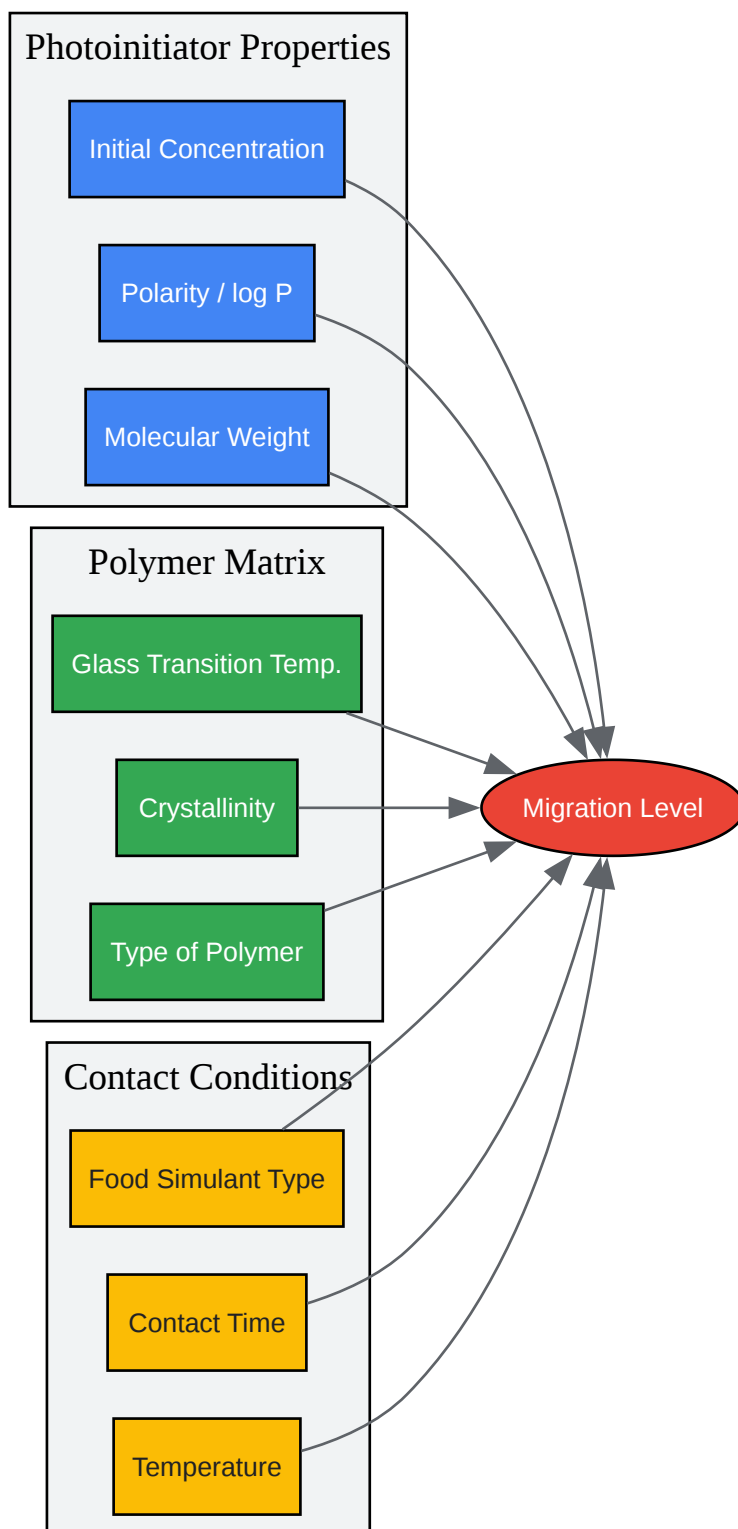 Photoinitiator Properties
Initial Concentration
Polarity / log P
Molecular Weight
Polymer Matrix
Glass Transition Temp.
Crystallinity
Migration Level
Type of Polymer
Contact Conditions
Food Simulant Type
Contact Time
Temperature